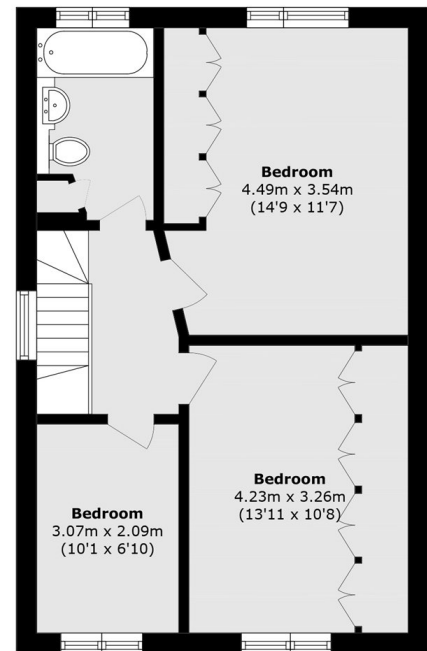 Bedroom
4.49m x 3.54m
(14'9 x 11'7)
Bedroom
4.23m x 3.26m
(13'11 x 10'8)
Bedroom
3.07m x 2.09m
(10'1 x 6'10)